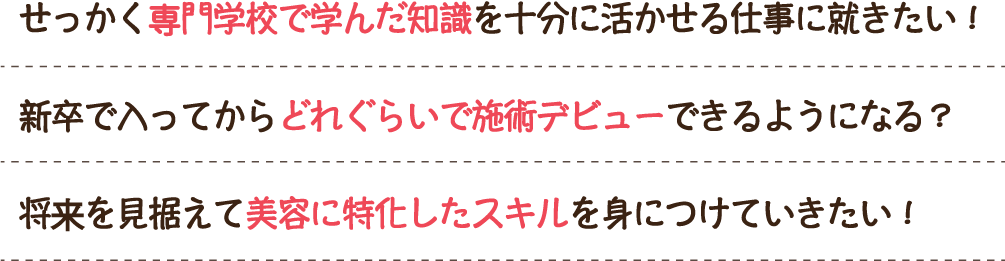 せっかく専門学校で学んだ知識を十分に活かせる仕事に就きたい！
新卒で入ってからどれぐらいで施術デビューできるようになる？
将来を見据えて美容に特化したスキルを身につけていきたい！